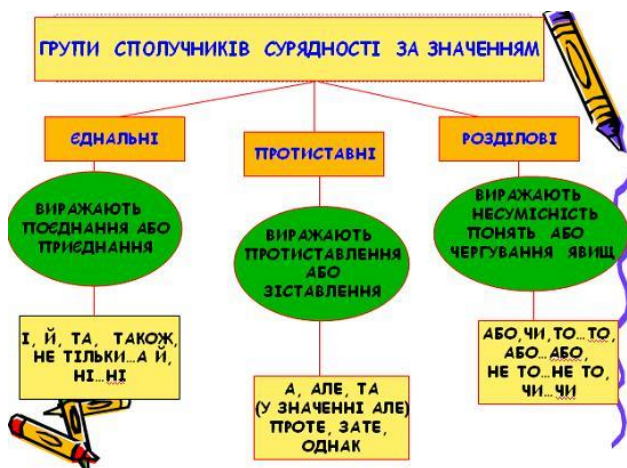 ГРУПИ СПОЛУЧНИКІВ СУРЯДНОСТІ ЗА ЗНАЧЕННЯМ
ЄДНАЛЬНІ
ВИРАЖАЮТЬ
ПОЄДНАННЯ АБО
ПРИЄДНАННЯ
І, Й, ТА, ТАКОЖ,
НЕ ТІЛЬКИ...А Й,
НІ...НІ
ПРОТИСТАВНІ
ВИРАЖАЮТЬ
ПРОТИСТАВЛЕННЯ
АБО
ЗІСТАВЛЕННЯ
А, АЛЕ, ТА
(У ЗНАЧЕННІ АЛЕ)
ПРОТЕ, ЗАТЕ,
ОДНАК
РОЗДІЛОВІ
ВИРАЖАЮТЬ
НЕСУМІСНІСТЬ
ПОНЯТЬ АБО
ЧЕРГУВАННЯ ЯВИЩ
АБО, ЧИ, ТО...ТО,
АБО...АБО,
НЕ ТО...НЕ ТО,
ЧИ...ЧИ